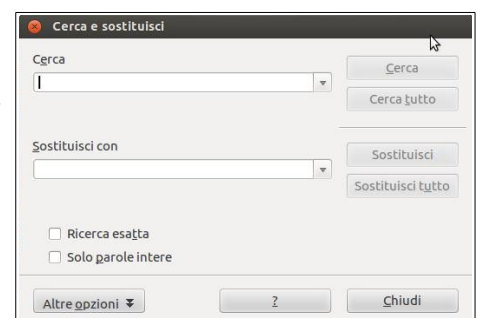 Cerca e sostituisci
Cerca
Cerca
Cerca tutto
Sostituisci con
Sostituisci
Sostituisci tutto
Ricerca esatta
Solo parole intere
Altre opzioni
?
Chiudi